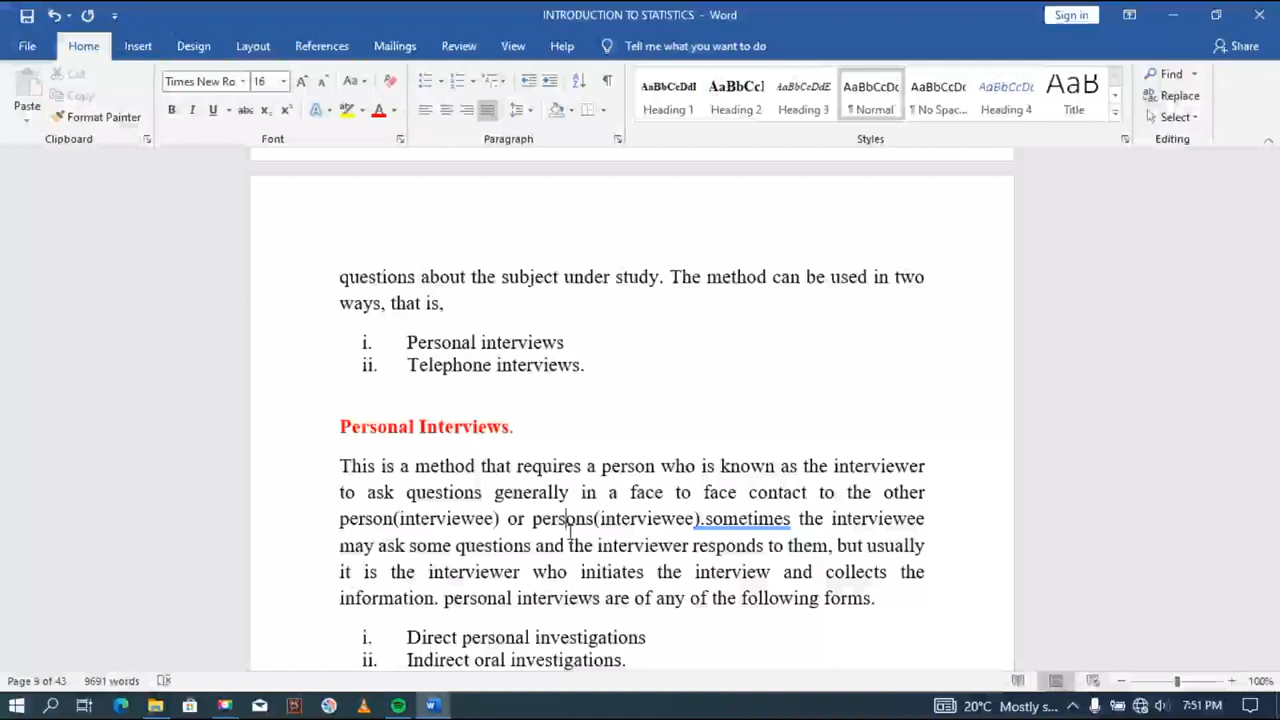 INTRODUCTION TO STATISTICS - Word
Sign in
File Home Insert Design Layout References Mailings Review View Help Tell me what you want to do Share
Paste
Cut
Copy
Format Painter
Clipboard
Times New Ro 16
Font
Paragraph
AaBbCcDdI AaBbCc AaBbCcDdE AaBbCcDc AaBbCcDc AaBbCcDc AaB
Heading 1 Heading 2 Heading 3 ¶ Normal ¶ No Spac... Heading 4 Title
Styles
Find
Replace
Select
Editing
questions about the subject under study. The method can be used in two
ways, that is,
i. Personal interviews
ii. Telephone interviews.
Personal Interviews.
This is a method that requires a person who is known as the interviewer
to ask questions generally in a face to face contact to the other
person(interviewee) or persons(interviewee).sometimes the interviewee
may ask some questions and the interviewer responds to them, but usually
it is the interviewer who initiates the interview and collects the
information. personal interviews are of any of the following forms.
i. Direct personal investigations
ii. Indirect oral investigations.
Page 9 of 43 9691 words 100%
20°C Mostly s... 7:51 PM